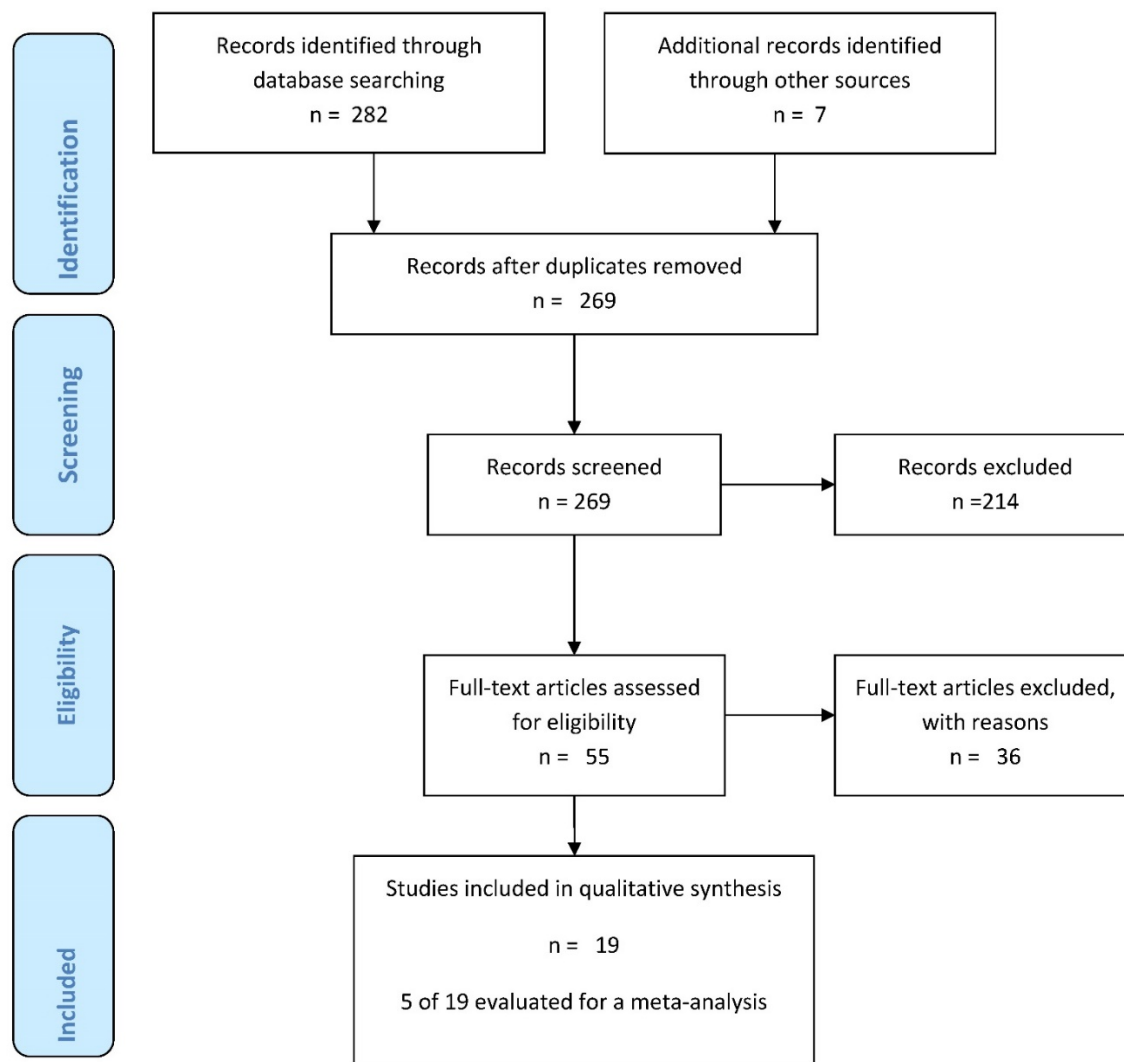 Identification
Records identified through
database searching
n = 282
Additional records identified
through other sources
n = 7
Records after duplicates removed
n = 269
Screening
Records screened
n = 269
Records excluded
n =214
Eligibility
Full-text articles assessed
for eligibility
n = 55
Full-text articles excluded,
with reasons
n = 36
Included
Studies included in qualitative synthesis
n = 19
5 of 19 evaluated for a meta-analysis